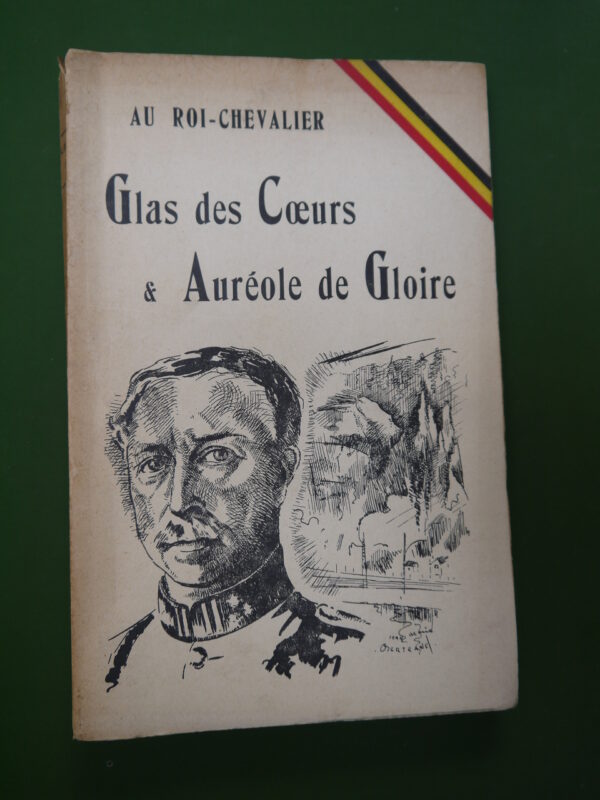 AU ROI-CHEVALIER
Glas des Cœurs
& Auréole de Gloire